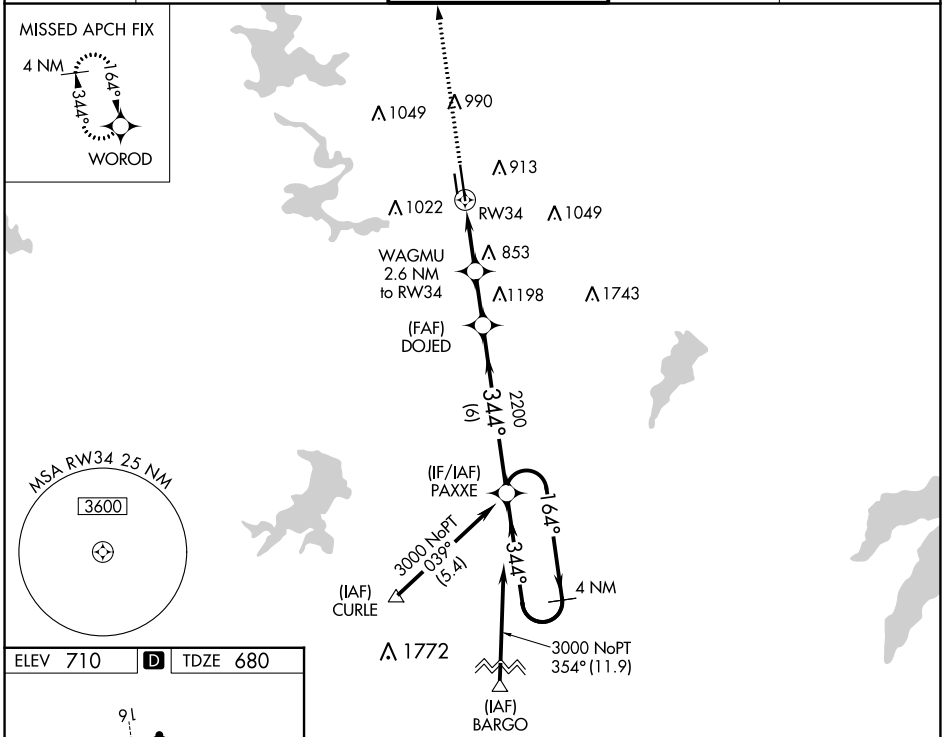 MISSED APCH FIX
4 NM
344°
164°
WOROD
1049
990
913
1022
RW34
1049
WAGMU
2.6 NM
to RW34
853
1198
1743
(FAF)
DOJED
2200
344°
(6)
MSA RW34 25 NM
3600
(IF/IAF)
PAXXE
164°
344°
4 NM
3000 NoPT
039°
(5.4)
(IAF)
CURLE
1772
3000 NoPT
354° (11.9)
(IAF)
BARGO
ELEV 710 D TDZE 680
16